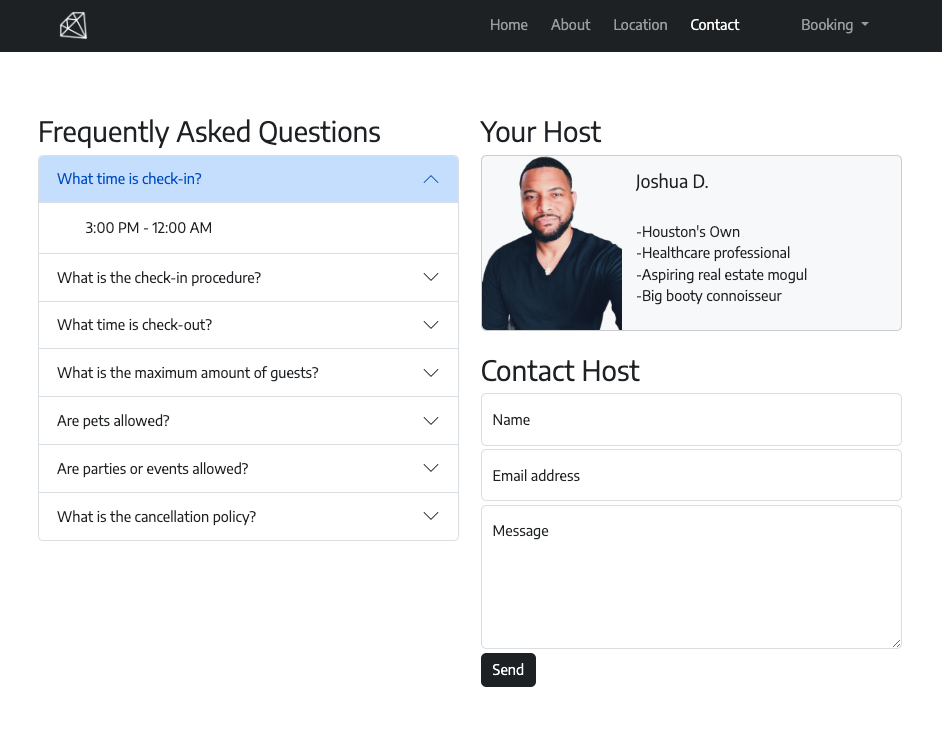 Home About Location Contact Booking
Frequently Asked Questions
What time is check-in?
3:00 PM - 12:00 AM
What is the check-in procedure?
What time is check-out?
What is the maximum amount of guests?
Are pets allowed?
Are parties or events allowed?
What is the cancellation policy?
Your Host
Joshua D.
-Houston's Own
-Healthcare professional
-Aspiring real estate mogul
-Big booty connoisseur
Contact Host
Name
Email address
Message
Send